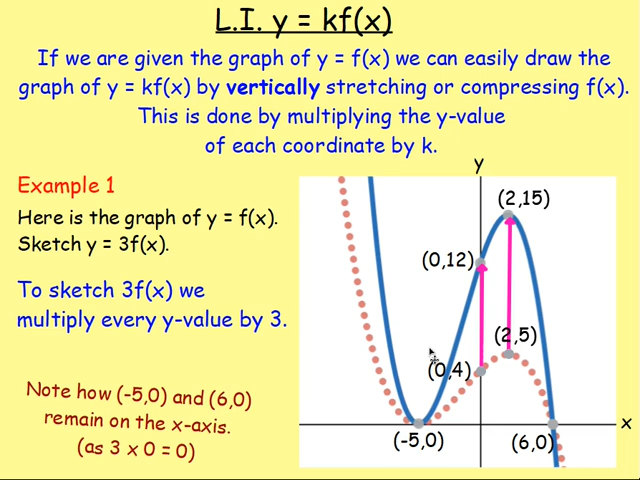 L.I. y = kf(x)
If we are given the graph of y = f(x) we can easily draw the
graph of y = kf(x) by vertically stretching or compressing f(x).
This is done by multiplying the y-value
of each coordinate by k.
Example 1
Here is the graph of y = f(x).
Sketch y = 3f(x).
To sketch 3f(x) we
multiply every y-value by 3.
Note how (-5,0) and (6,0)
remain on the x-axis.
(as 3 x 0 = 0)
y
(2,15)
(0,12)
(2,5)
(0,4)
x
(-5,0)
(6,0)